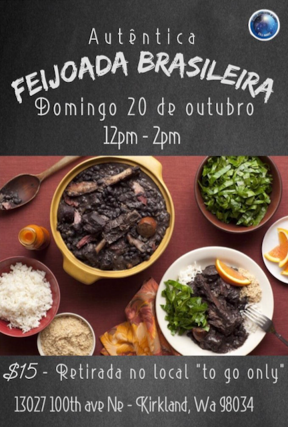 Autêntica
FEIJOADA BRASILEIRA
Domingo 20 de outubro
12pm - 2pm
$15 - Retirada no local "to go only"
13027 100th ave Ne - Kirkland, Wa 98034